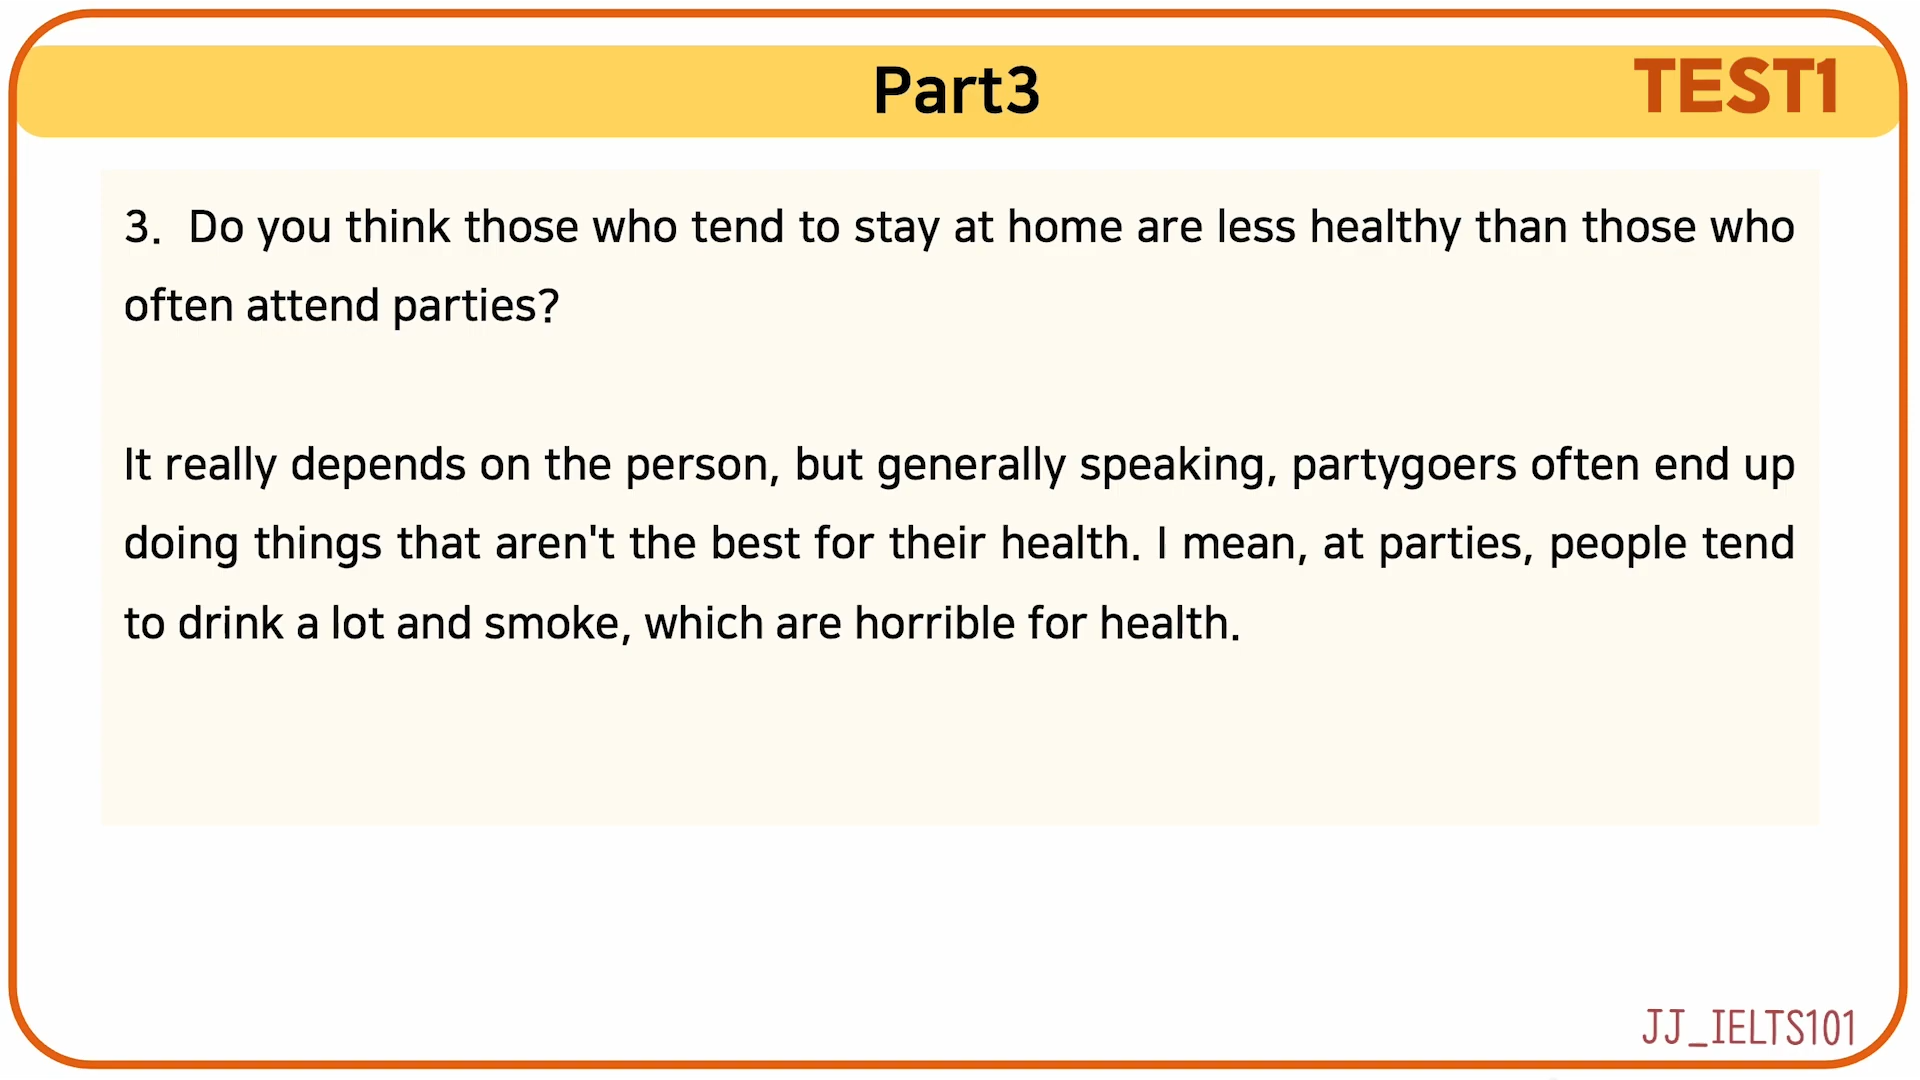 Part3
TEST1
3. Do you think those who tend to stay at home are less healthy than those who
often attend parties?
It really depends on the person, but generally speaking, partygoers often end up
doing things that aren't the best for their health. I mean, at parties, people tend
to drink a lot and smoke, which are horrible for health.
JJ_IELTS101